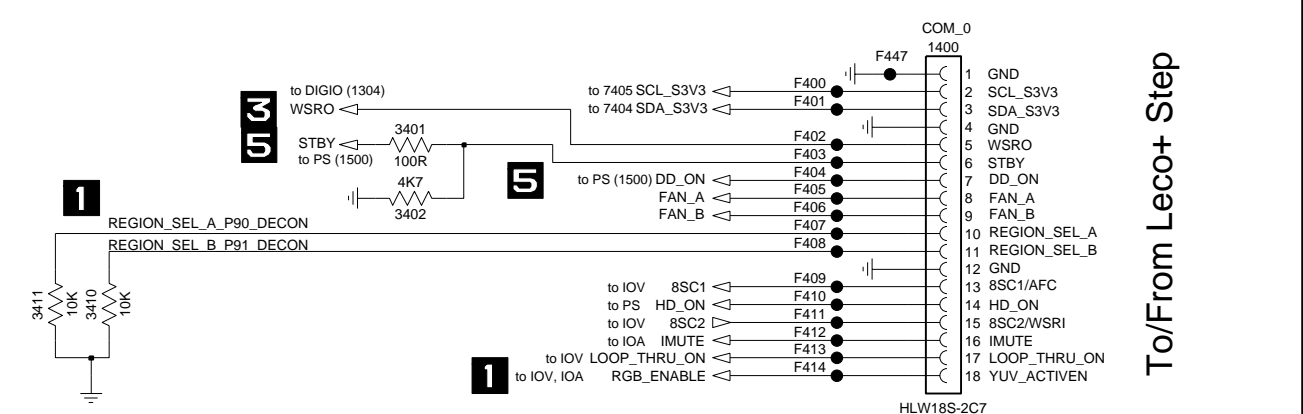 COM_0
1400
F447
1 GND
to DIGIO (1304)
to 7405 SCL_S3V3 F400 2 SCL_S3V3
3 WSRO
to 7404 SDA_S3V3 F401 3 SDA_S3V3
4 GND
3401
F402 5 WSRO
5 STBY
100R
to PS (1500)
F403 6 STBY
5
to PS (1500) DD_ON F404 7 DD_ON
4K7
3402
FAN_A F405 8 FAN_A
FAN_B F406 9 FAN_B
1
REGION_SEL_A_P90_DECON F407 10 REGION_SEL_A
REGION_SEL_B_P91_DECON F408 11 REGION_SEL_B
12 GND
3411
10K
3410
10K
to IOV 8SC1 F409 13 8SC1/AFC
to PS HD_ON F410 14 HD_ON
to IOV 8SC2 F411 15 8SC2/WSRI
to IOA IMUTE F412 16 IMUTE
to IOV LOOP_THRU_ON F413 17 LOOP_THRU_ON
1 to IOV, IOA RGB_ENABLE F414 18 YUV_ACTIVEN
HLW18S-2C7
To/From Leco+ Step